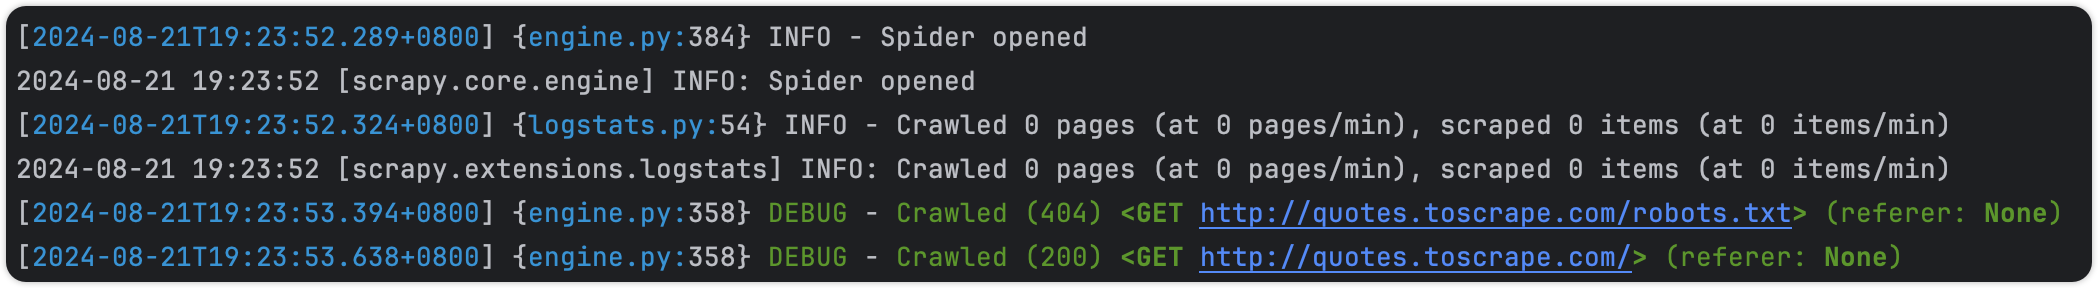 [2024-08-21T19:23:52.289+0800] {engine.py:384} INFO - Spider opened
2024-08-21 19:23:52 [scrapy.core.engine] INFO: Spider opened
[2024-08-21T19:23:52.324+0800] {logstats.py:54} INFO - Crawled 0 pages (at 0 pages/min), scraped 0 items (at 0 items/min)
2024-08-21 19:23:52 [scrapy.extensions.logstats] INFO: Crawled 0 pages (at 0 pages/min), scraped 0 items (at 0 items/min)
[2024-08-21T19:23:53.394+0800] {engine.py:358} DEBUG - Crawled (404) <GET http://quotes.toscrape.com/robots.txt> (referer: None)
[2024-08-21T19:23:53.638+0800] {engine.py:358} DEBUG - Crawled (200) <GET http://quotes.toscrape.com/> (referer: None)